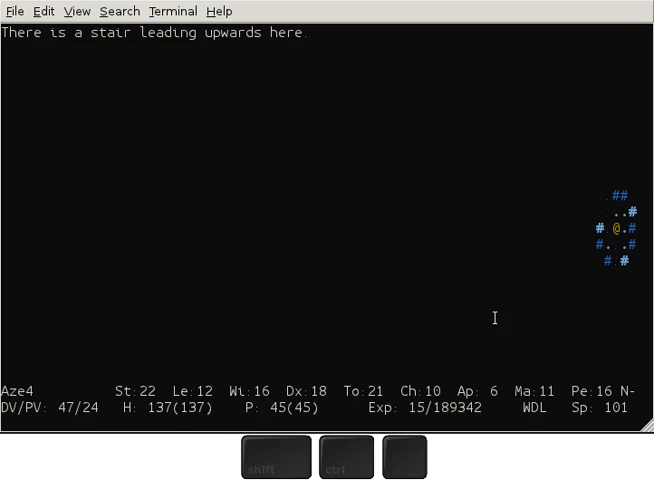 File Edit View Search Terminal Help
There is a stair leading upwards here.
##
..#
# @.#
#. .#
# #
Aze4 St:22 Le:12 Wi:16 Dx:18 To:21 Ch:10 Ap: 6 Ma:11 Pe:16 N-
DV/PV: 47/24 H: 137(137) P: 45(45) Exp: 15/189342 WDL Sp: 101
shift ctrl